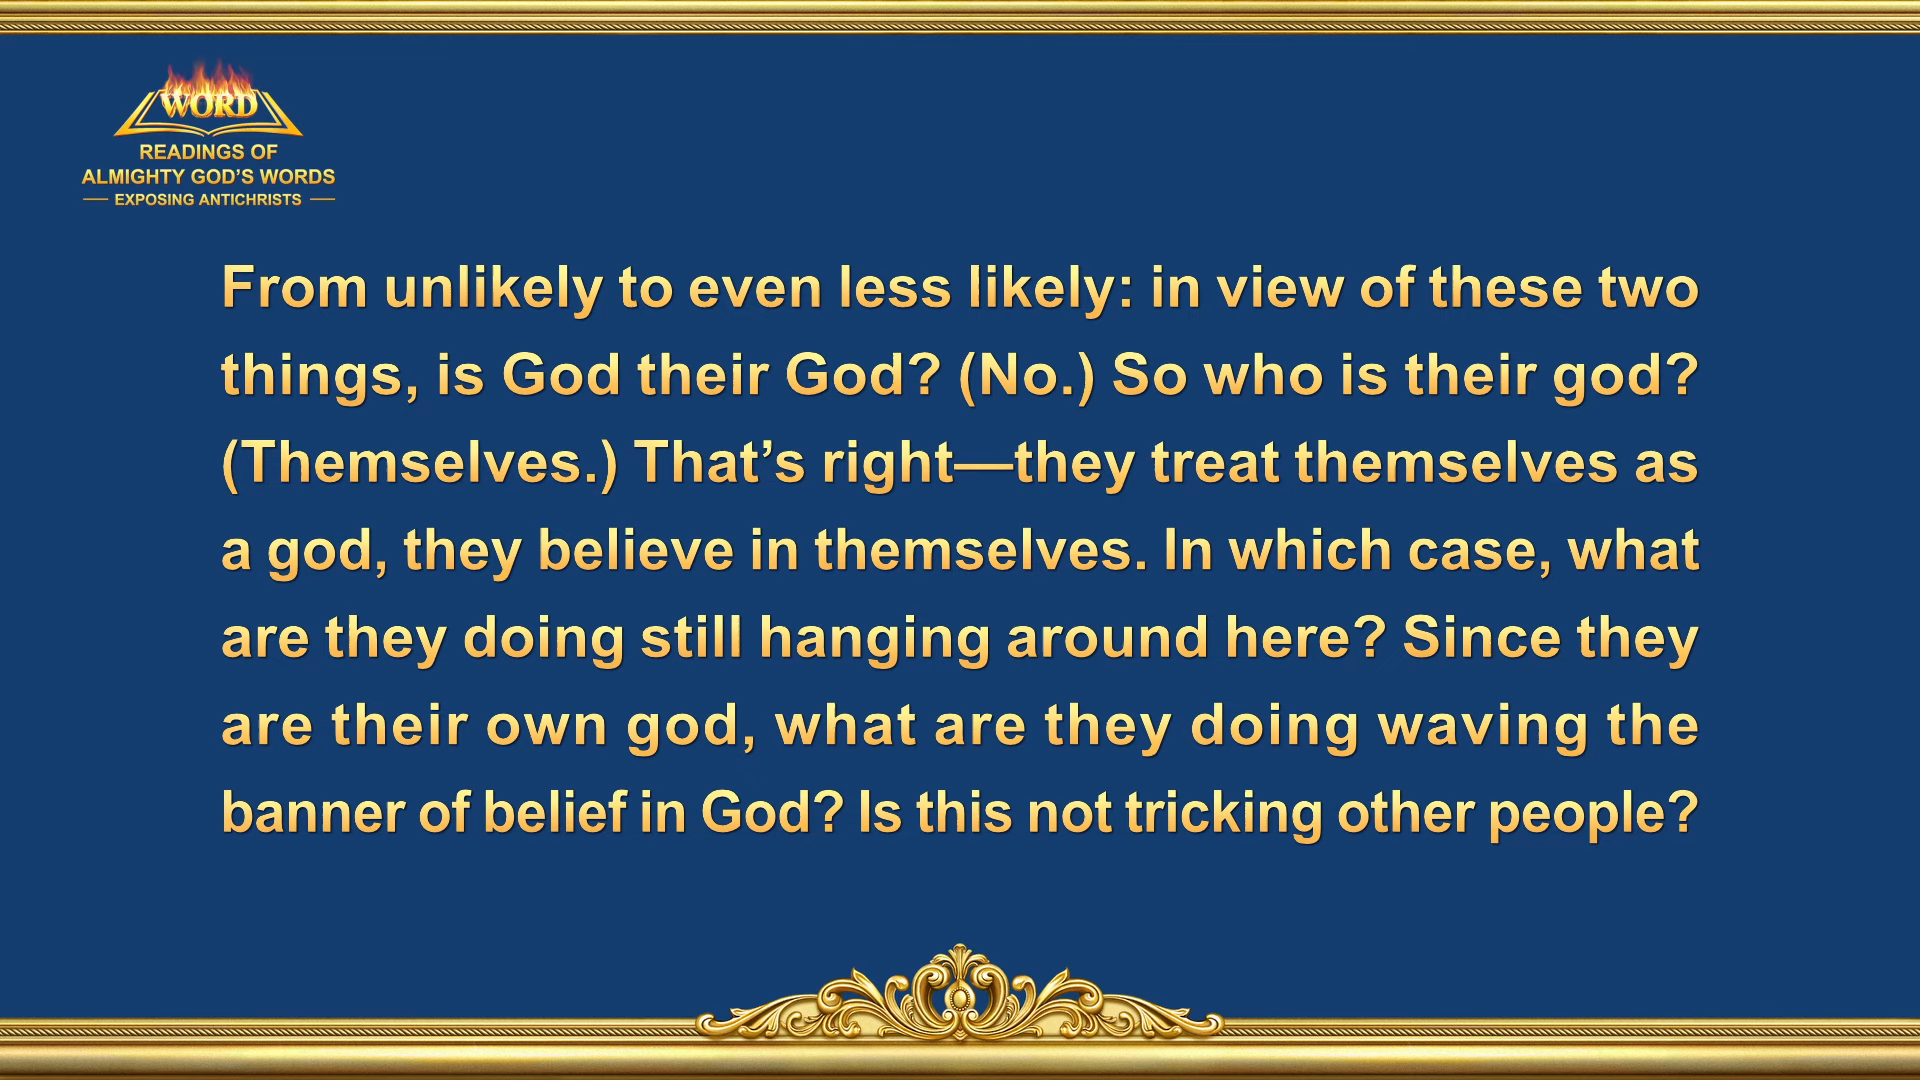 WORD
READINGS OF
ALMIGHTY GOD’S WORDS
EXPOSING ANTICHRISTS
From unlikely to even less likely: in view of these two
things, is God their God? (No.) So who is their god?
(Themselves.) That’s right—they treat themselves as
a god, they believe in themselves. In which case, what
are they doing still hanging around here? Since they
are their own god, what are they doing waving the
banner of belief in God? Is this not tricking other people?